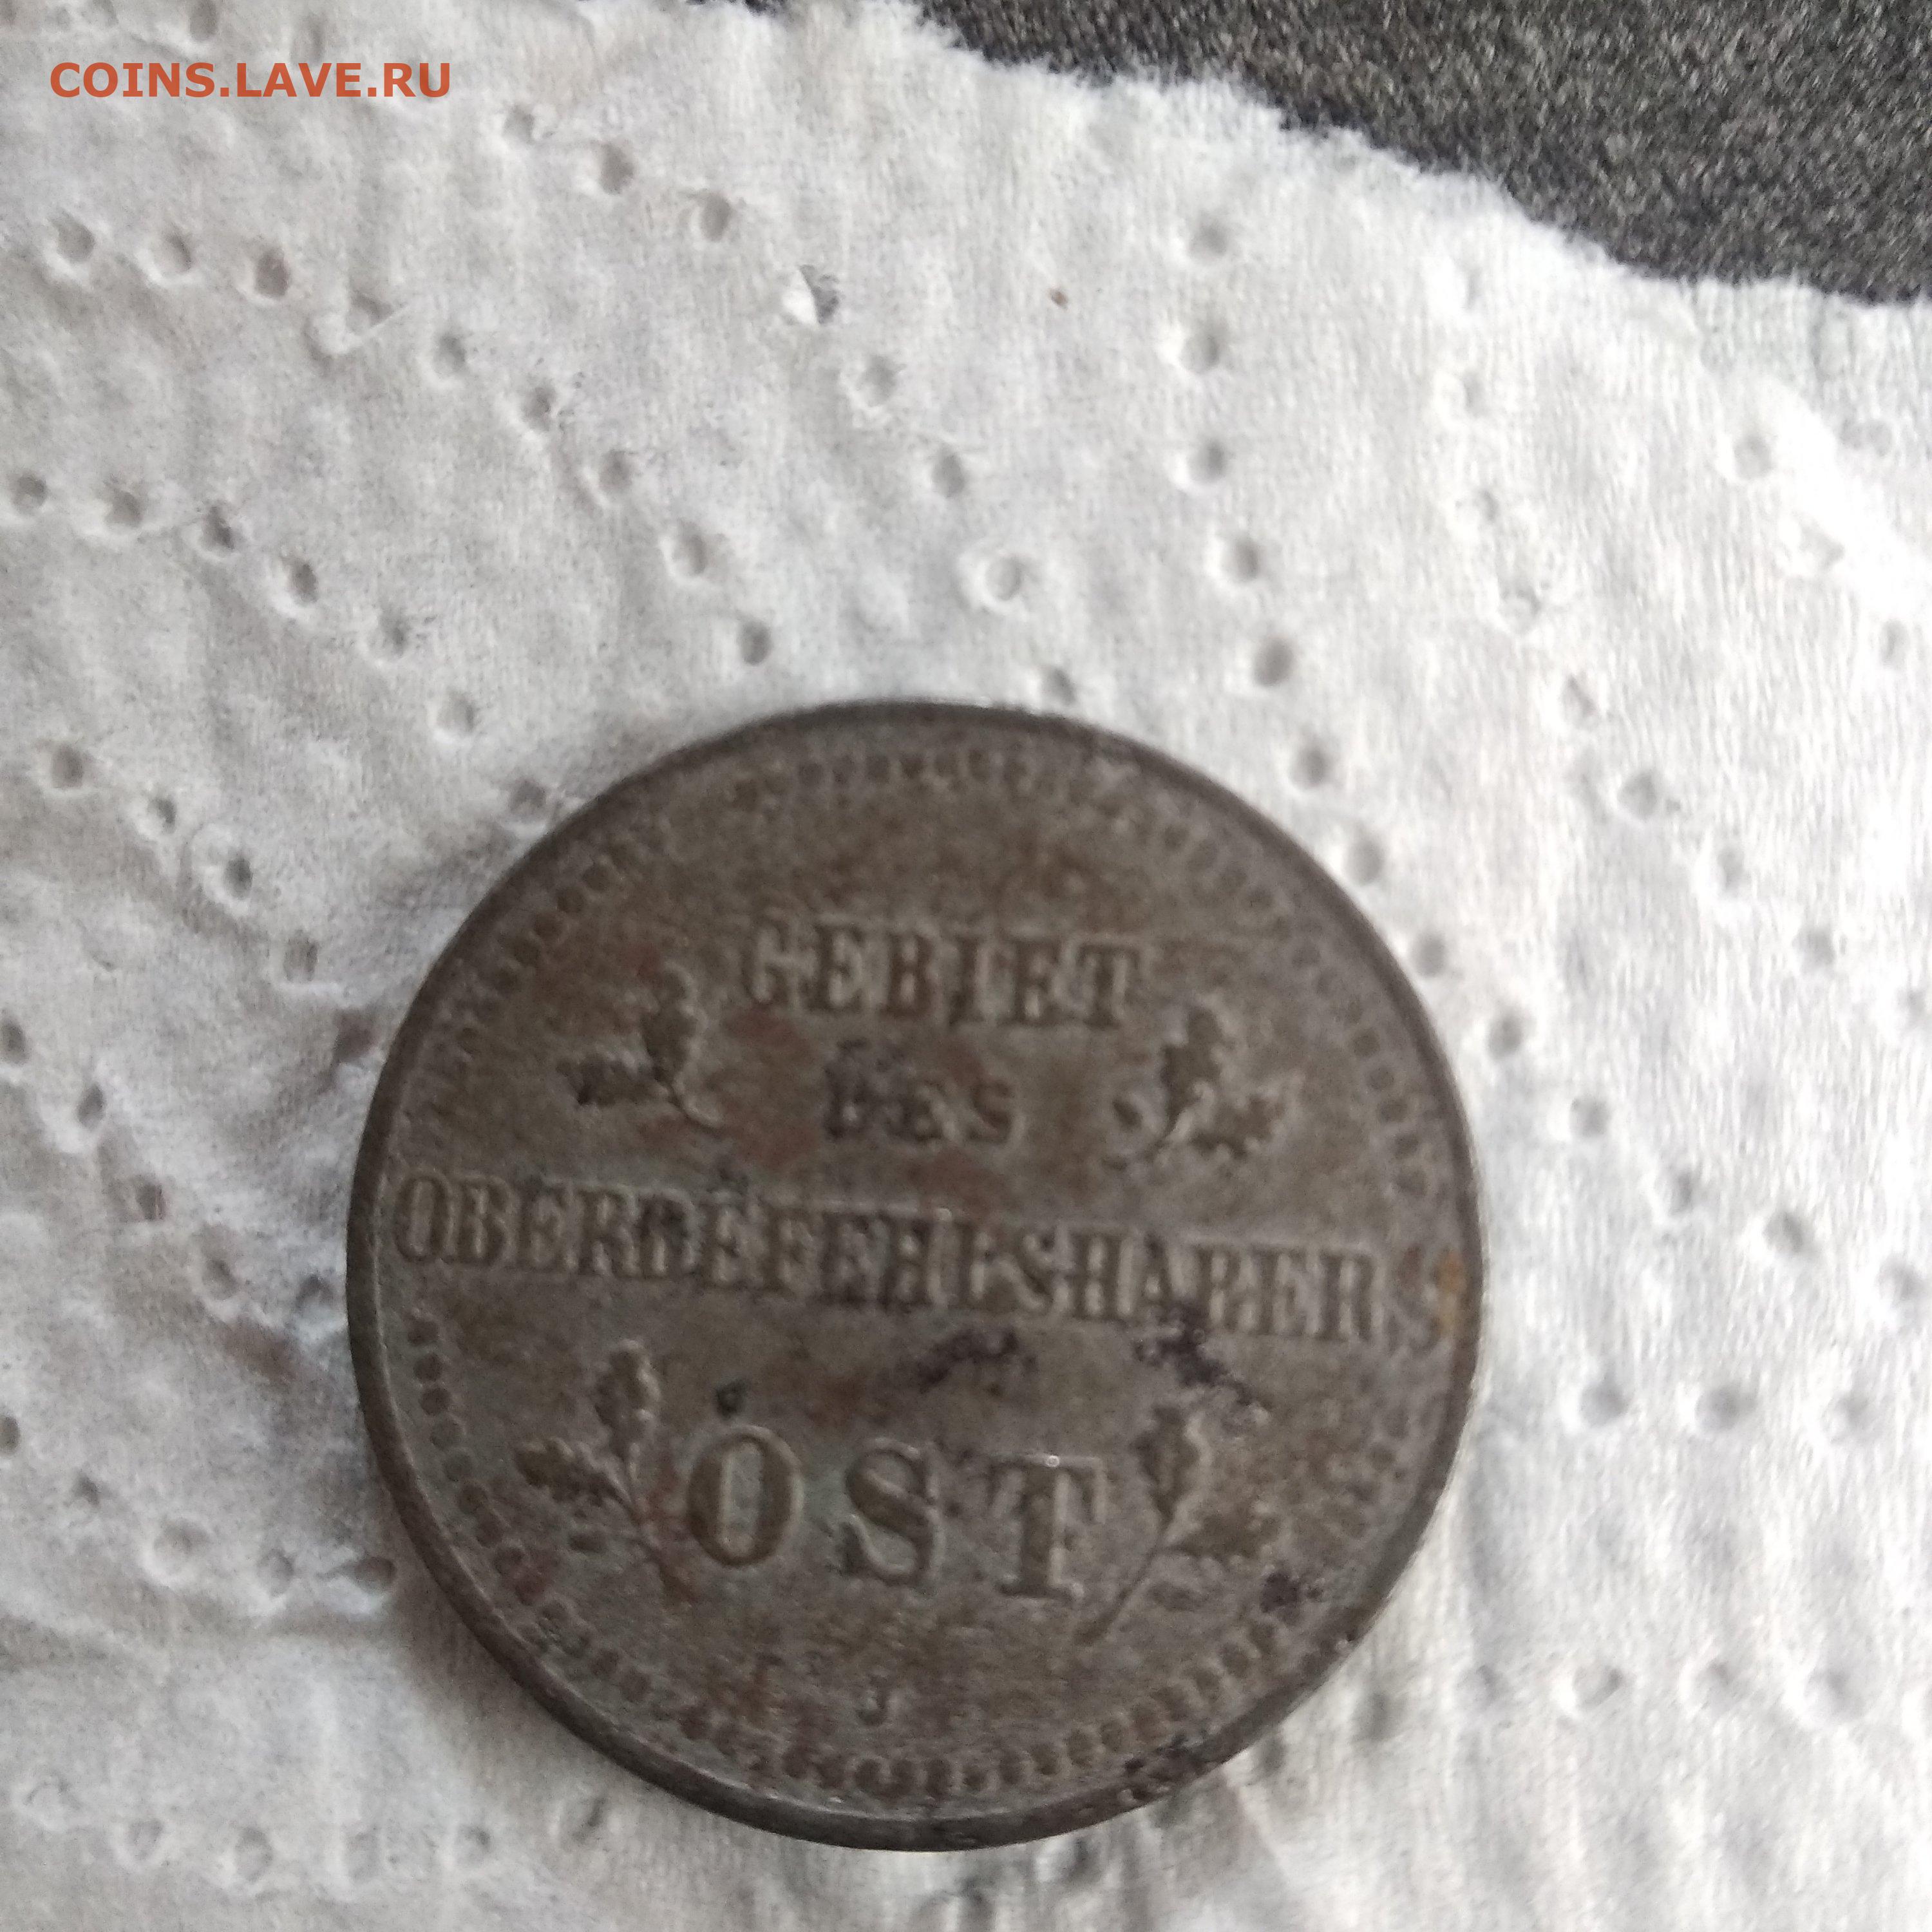 COINS.LAVE.RU
GEBIET
DES
OBERBEFEHLSHABERS
OST
J